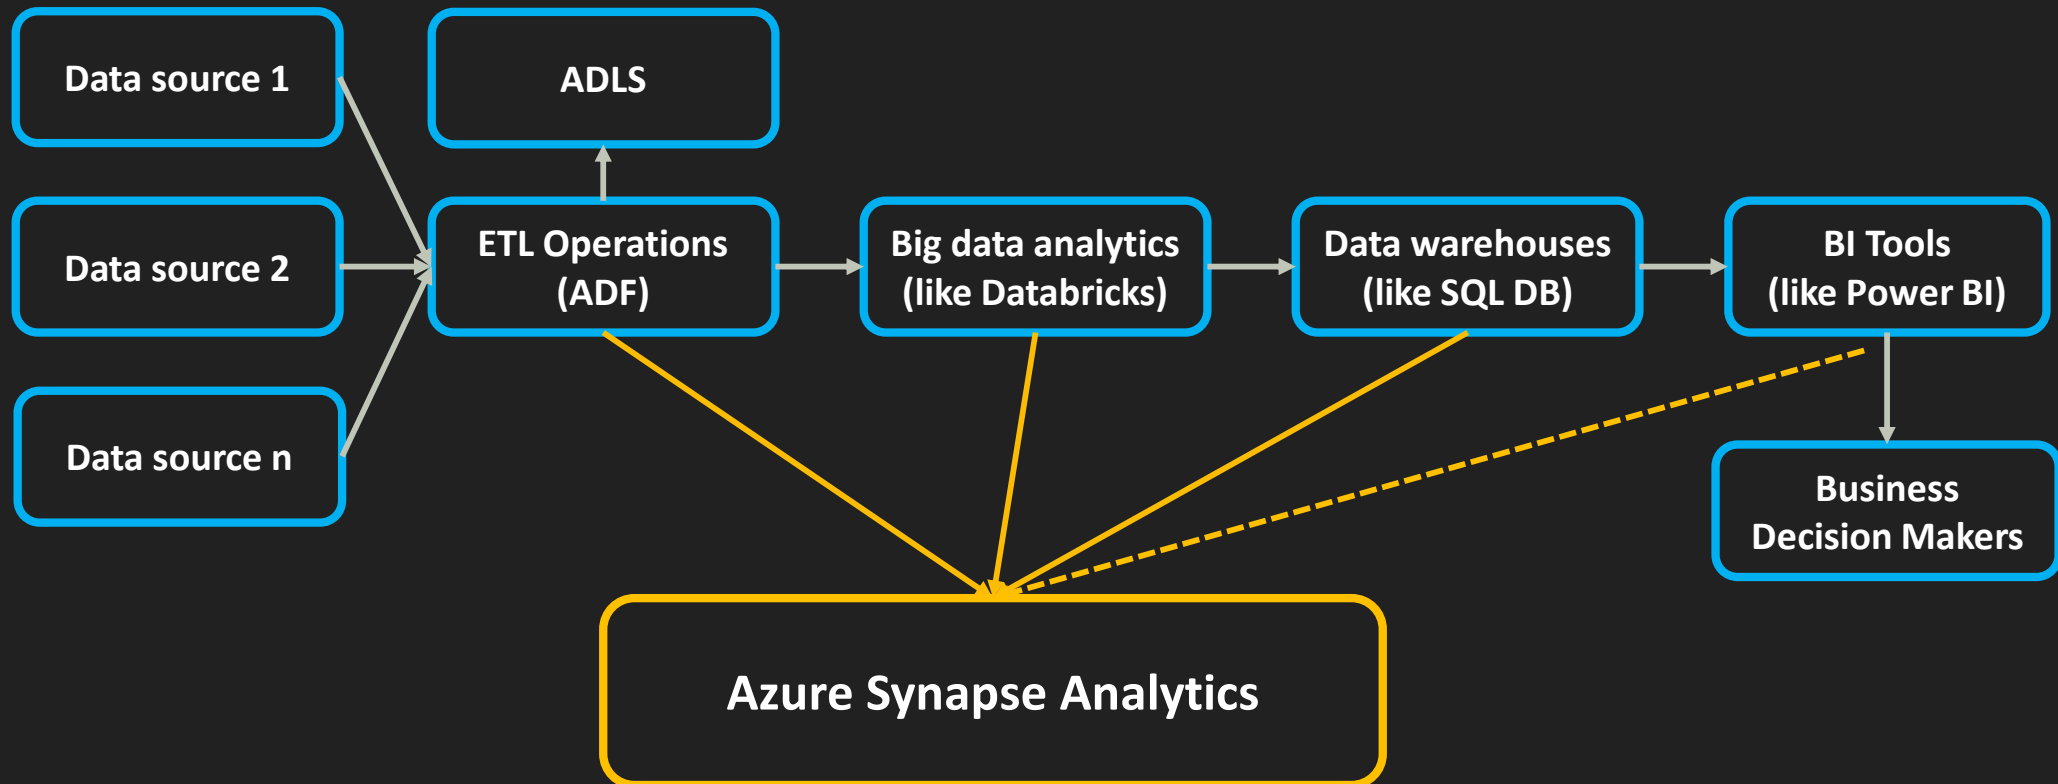 Data source 1
ADLS
Data source 2
ETL Operations
(ADF)
Big data analytics
(like Databricks)
Data warehouses
(like SQL DB)
BI Tools
(like Power BI)
Data source n
Business
Decision Makers
Azure Synapse Analytics